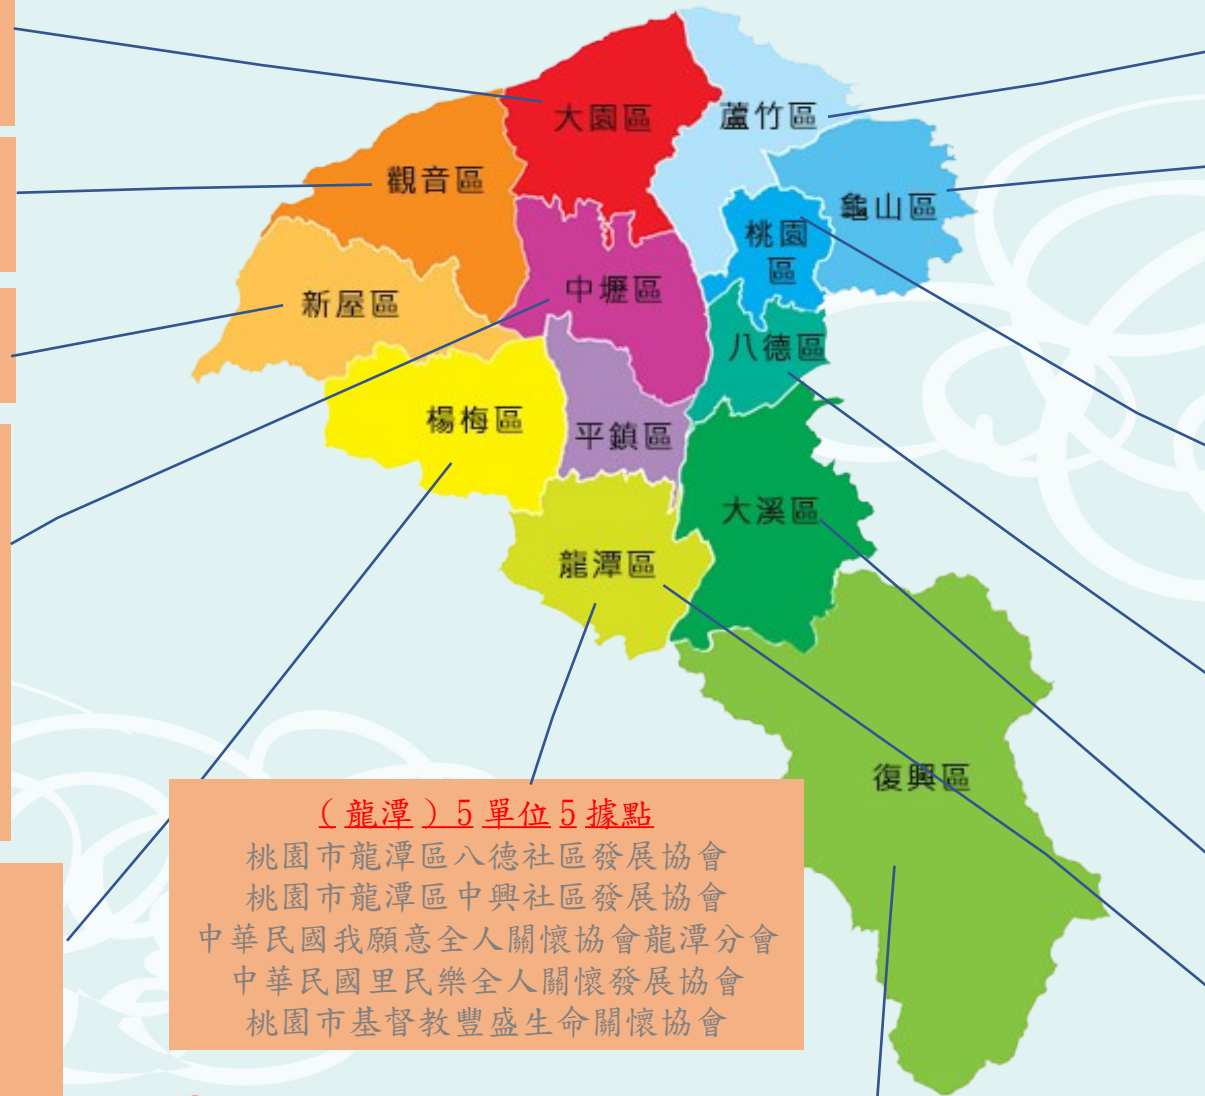 大園區
蘆竹區
觀音區
龜山區
桃園
區
中壢區
新屋區
八德區
楊梅區
平鎮區
大溪區
龍潭區
復興區
(龍潭)5單位5據點
桃園市龍潭區八德社區發展協會
桃園市龍潭區中興社區發展協會
中華民國我願意全人關懷協會龍潭分會
中華民國里民樂全人關懷發展協會
桃園市基督教豐盛生命關懷協會